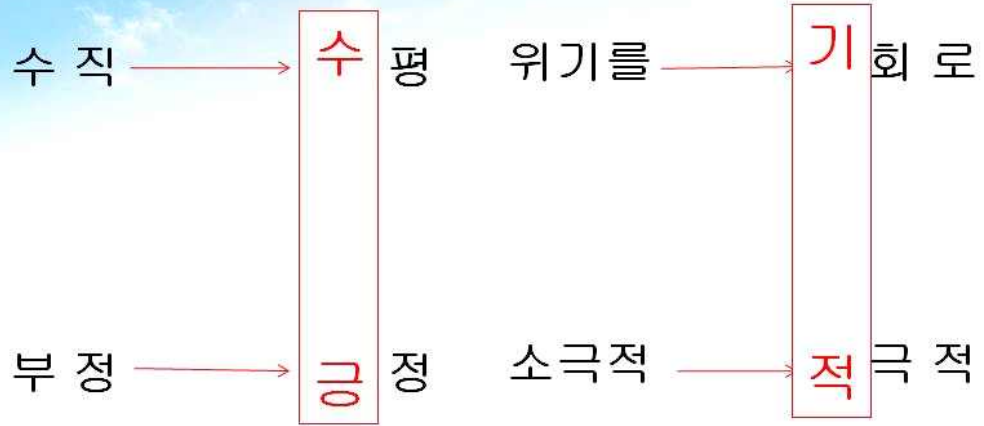 수 직 수 평 위기를 기 회 로
부 정 긍 정 소극적 적 극 적